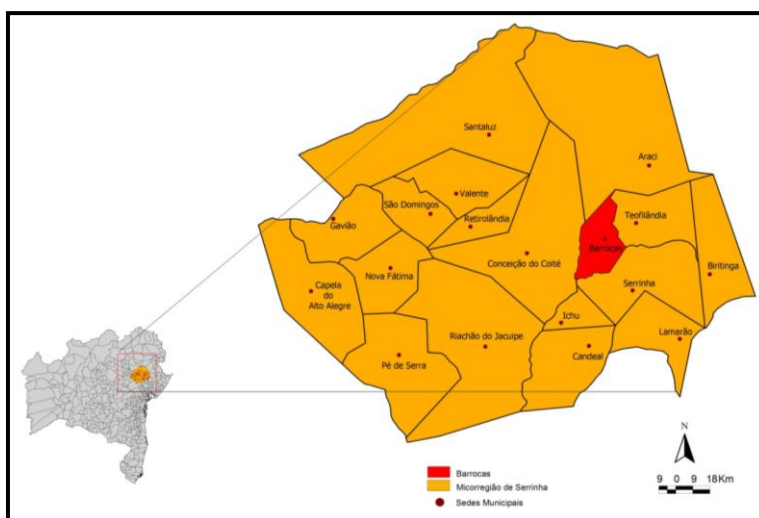 Santaluz
Araci
Valente
São Domingos
Retirolândia
Gavião
Teofilândia
Barrocas
Conceição do Coité
Nova Fátima
Biritinga
Capela
do
Alto Alegre
Serrinha
Ichu
Riachão do Jacuipe
Lamarão
Candeal
Pé de Serra
N
Barrocas
Micorregião de Serrinha
Sedes Municipais
9 0 9 18Km